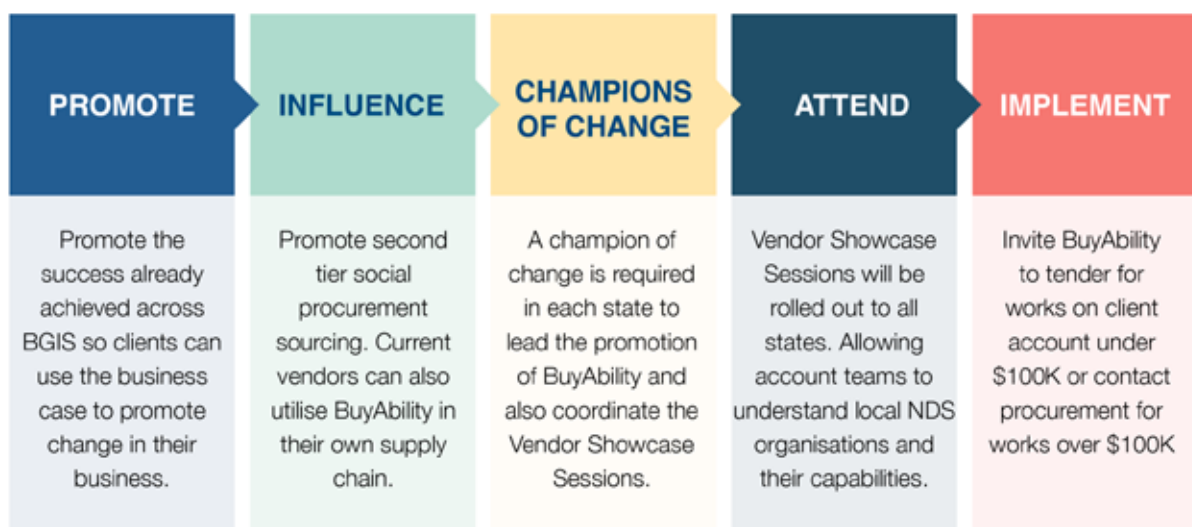 PROMOTE
Promote the
success already
achieved across
BGIS so clients can
use the business
case to promote
change in their
business.
INFLUENCE
Promote second
tier social
procurement
sourcing. Current
vendors can also
utilise BuyAbility in
their own supply
chain.
CHAMPIONS
OF CHANGE
A champion of
change is required
in each state to
lead the promotion
of BuyAbility and
also coordinate the
Vendor Showcase
Sessions.
ATTEND
Vendor Showcase
Sessions will be
rolled out to all
states. Allowing
account teams to
understand local NDS
organisations and
their capabilities.
IMPLEMENT
Invite BuyAbility
to tender for
works on client
account under
$100K or contact
procurement for
works over $100K